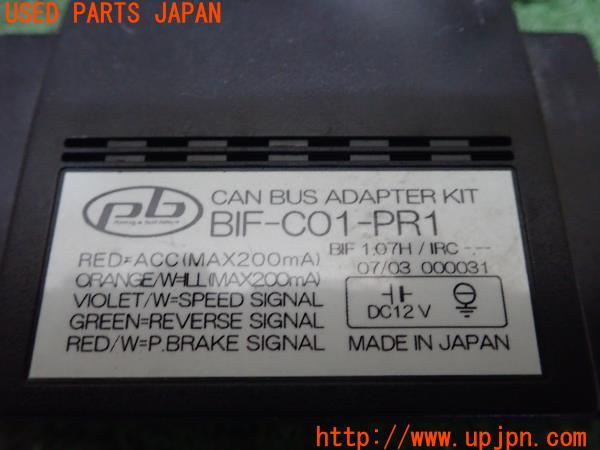 USED PARTS JAPAN
pb
CAN BUS ADAPTER KIT
BIF-C01-PR1
BIF 1.07H / IRC -.--
RED=ACC(MAX200mA)
07/03 000031
ORANGE/W=ILL(MAX200mA)
VIOLET/W=SPEED SIGNAL
GREEN=REVERSE SIGNAL
RED/W=P.BRAKE SIGNAL
DC12V
MADE IN JAPAN
UPJ
http://www.upjpn.com/